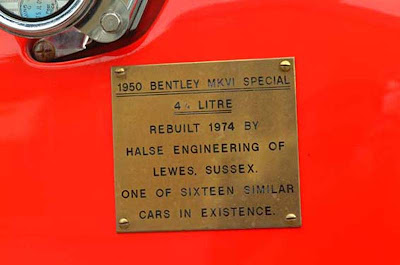 1950 BENTLEY MKVI SPECIAL
4¼ LITRE
REBUILT 1974 BY
HALSE ENGINEERING OF
LEWES, SUSSEX.
ONE OF SIXTEEN SIMILAR
CARS IN EXISTENCE.